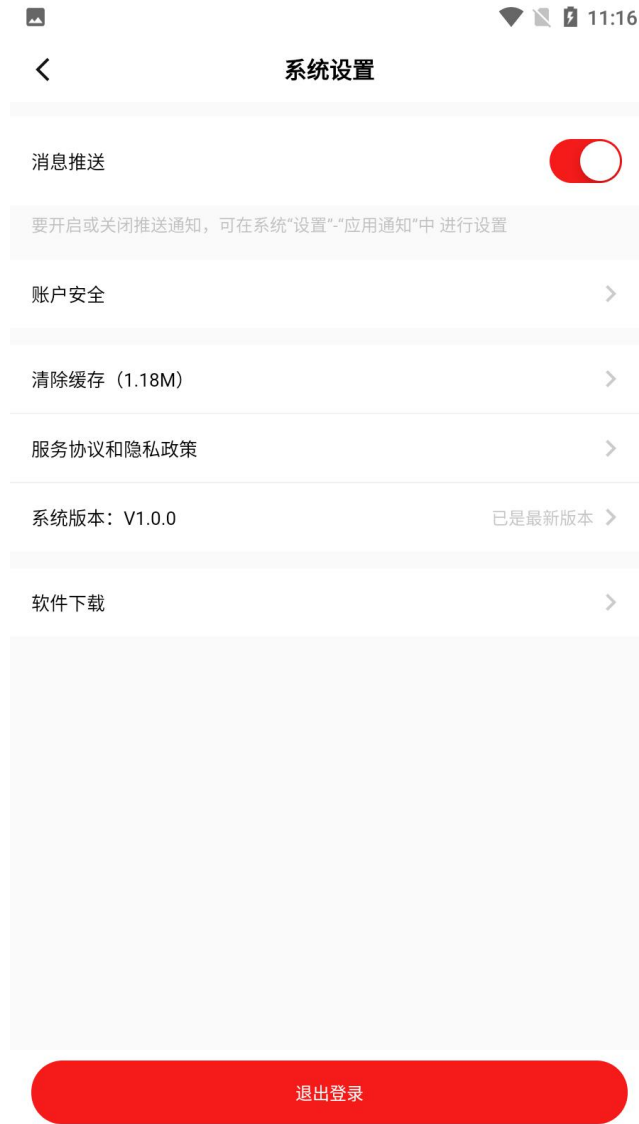 11:16
系统设置
消息推送
要开启或关闭推送通知，可在系统“设置”-“应用通知”中 进行设置
账户安全
清除缓存（1.18M）
服务协议和隐私政策
系统版本：V1.0.0 已是最新版本
软件下载
退出登录